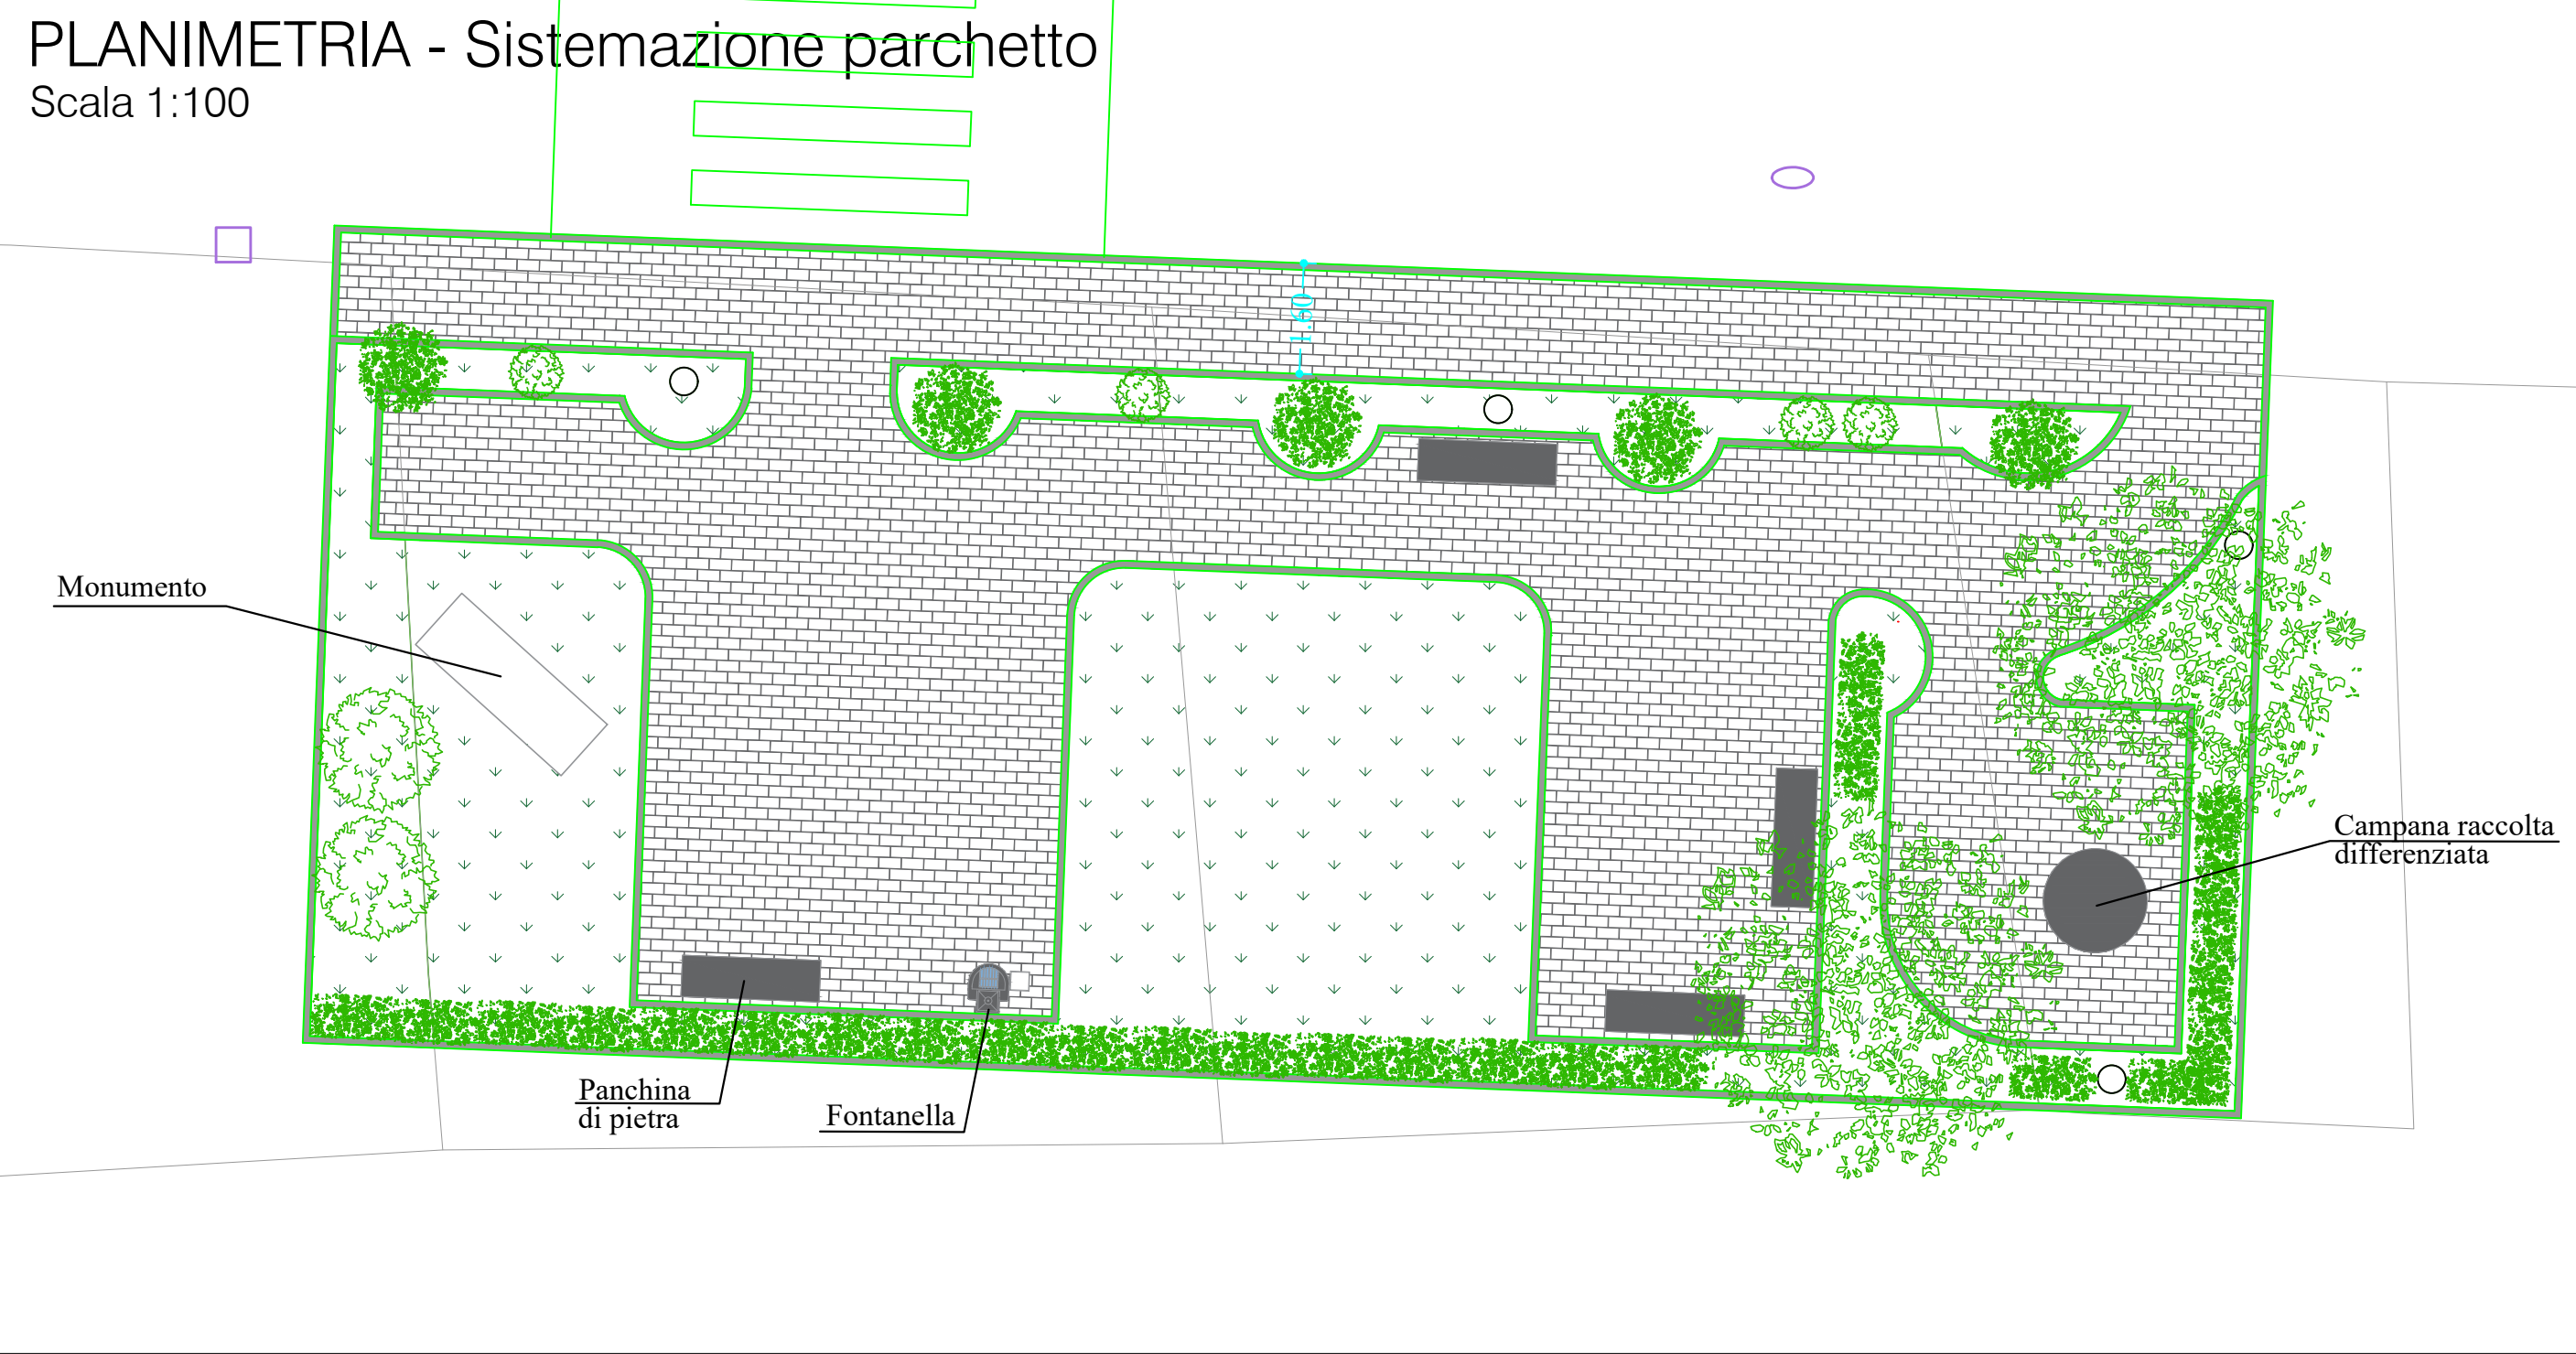 PLANIMETRIA - Sistemazione parchetto
Scala 1:100
1.60
Monumento
Campana raccolta
differenziata
Panchina
di pietra
Fontanella